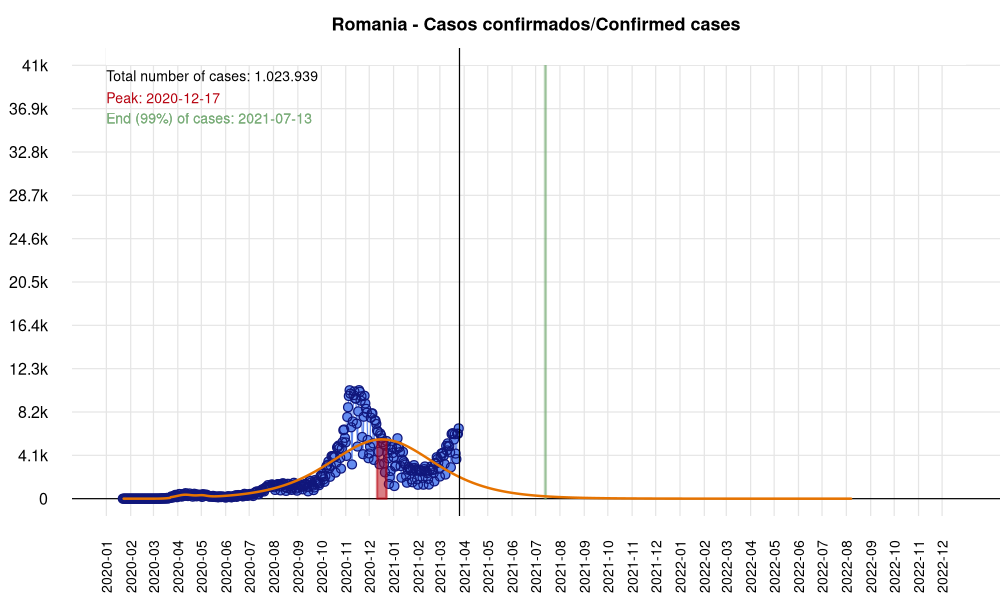 Romania - Casos confirmados/Confirmed cases
41k
Total number of cases: 1.023.939
Peak: 2020-12-17
36.9k
End (99%) of cases: 2021-07-13
32.8k
28.7k
24.6k
20.5k
16.4k
12.3k
8.2k
4.1k
0
2020-01
2020-02
2020-03
2020-04
2020-05
2020-06
2020-07
2020-08
2020-09
2020-10
2020-11
2020-12
2021-01
2021-02
2021-03
2021-04
2021-05
2021-06
2021-07
2021-08
2021-09
2021-10
2021-11
2021-12
2022-01
2022-02
2022-03
2022-04
2022-05
2022-06
2022-07
2022-08
2022-09
2022-10
2022-11
2022-12